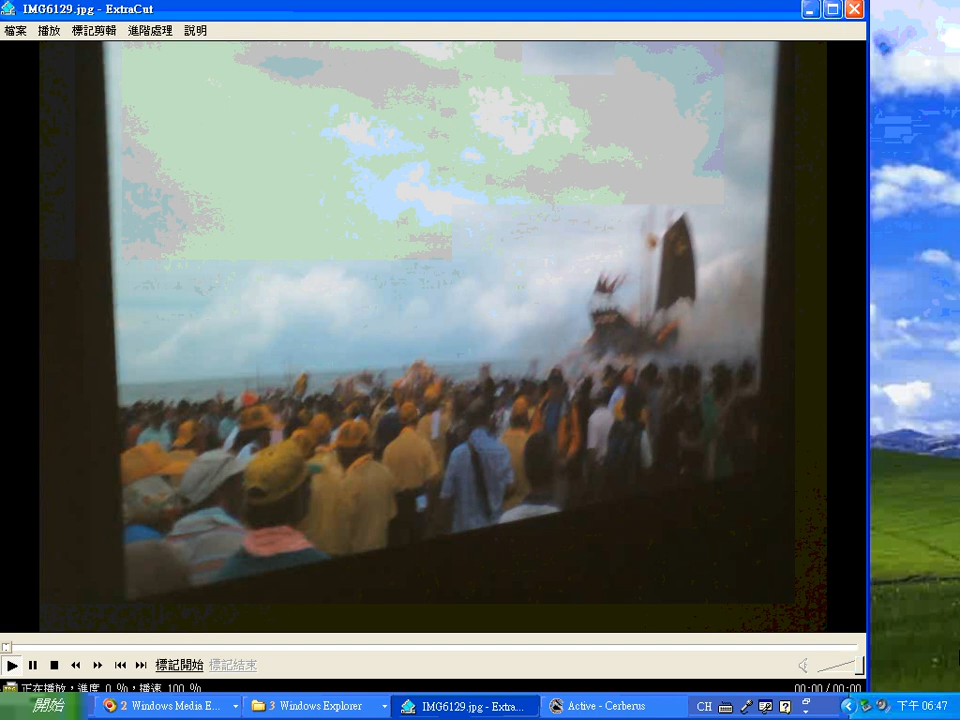 IMG6129.jpg - ExtraCut
檔案 播放 標記剪輯 進階處理 說明
標記開始 標記結束
正在播放，進度 0 %，播速 100 % 00:00 / 00:00
開始 2 Windows Media E... 3 Windows Explorer IMG6129.jpg - Extra... Active - Cerberus CH 下午 06:47